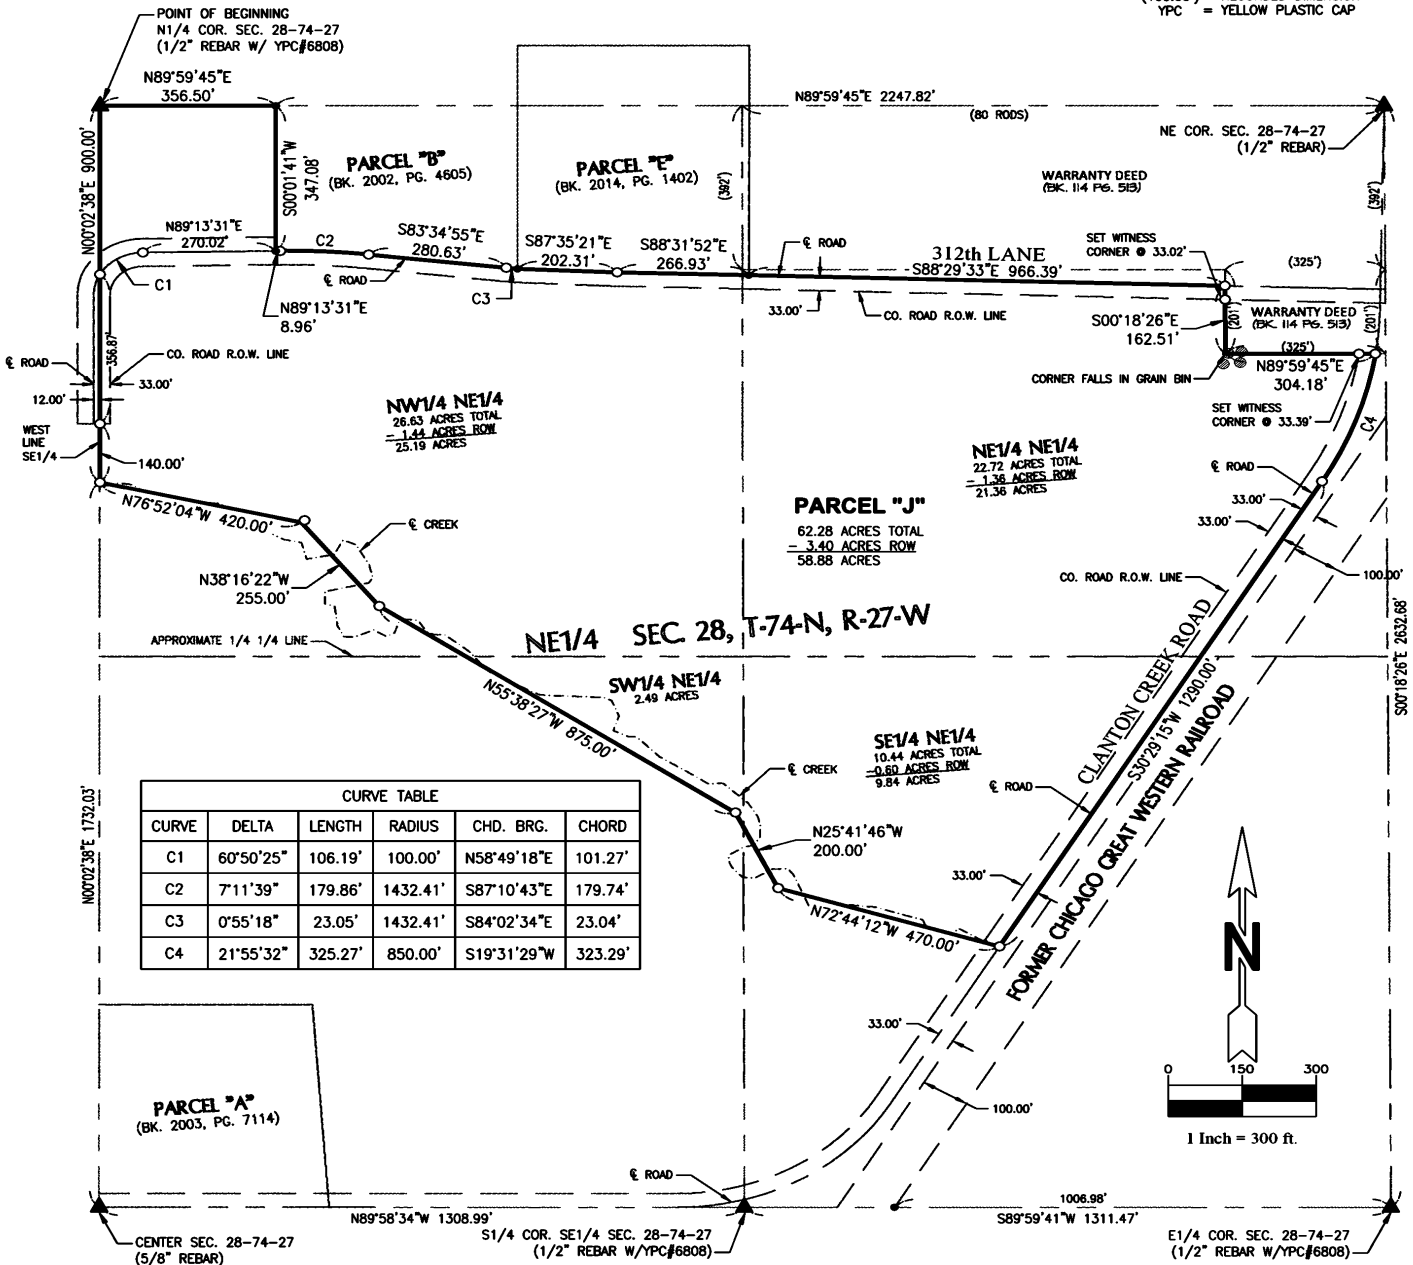 YPC = YELLOW PLASTIC CAP
POINT OF BEGINNING
N1/4 COR. SEC. 28-74-27
(1/2" REBAR W/ YPC#6808)
N89°59'45"E
356.50'
N89°59'45"E 2247.82'
(80 RODS)
NE COR. SEC. 28-74-27
(1/2" REBAR)
N00°02'38"E 900.00'
S00°01'41"W
347.08'
PARCEL "B"
(BK. 2002, PG. 4605)
PARCEL "E"
(BK. 2014, PG. 1402)
(392')
WARRANTY DEED
(BK. 114 PG. 513)
(392')
N89°13'31"E
270.02'
C2
S83°34'55"E
280.63'
S87°35'21"E
202.31'
S88°31'52"E
266.93'
℄ ROAD
312th LANE
S88°29'33"E 966.39'
SET WITNESS
CORNER @ 33.02'
(325')
C1
℄ ROAD
C3
N89°13'31"E
8.96'
33.00'
CO. ROAD R.O.W. LINE
S00°18'26"E
162.51'
(201')
WARRANTY DEED
(BK. 114 PG. 513)
(201')
(325')
N89°59'45"E
304.18'
CORNER FALLS IN GRAIN BIN
SET WITNESS
CORNER @ 33.39'
C4
356.87'
℄ ROAD
CO. ROAD R.O.W. LINE
33.00'
12.00'
WEST
LINE
SE1/4
140.00'
NW1/4 NE1/4
26.63 ACRES TOTAL
- 1.44 ACRES ROW
25.19 ACRES
NE1/4 NE1/4
22.72 ACRES TOTAL
- 1.36 ACRES ROW
21.36 ACRES
℄ ROAD
33.00'
33.00'
N76°52'04"W 420.00'
℄ CREEK
PARCEL "J"
62.28 ACRES TOTAL
- 3.40 ACRES ROW
58.88 ACRES
N38°16'22"W
255.00'
CO. ROAD R.O.W. LINE
100.00'
APPROXIMATE 1/4 1/4 LINE
NE1/4 SEC. 28, T-74-N, R-27-W
S00°18'26"E 2632.68'
CLANTON CREEK ROAD
S30°29'15"W 1290.00'
FORMER CHICAGO GREAT WESTERN RAILROAD
SW1/4 NE1/4
2.49 ACRES
N55°38'27"W 875.00'
SE1/4 NE1/4
10.44 ACRES TOTAL
-0.60 ACRES ROW
9.84 ACRES
℄ CREEK
℄ ROAD
N00°02'38"E 1732.03'
CURVE TABLE
CURVE DELTA LENGTH RADIUS CHD. BRG. CHORD
C1 60°50'25" 106.19' 100.00' N58°49'18"E 101.27'
C2 7°11'39" 179.86' 1432.41' S87°10'43"E 179.74'
C3 0°55'18" 23.05' 1432.41' S84°02'34"E 23.04'
C4 21°55'32" 325.27' 850.00' S19°31'29"W 323.29'
N25°41'46"W
200.00'
33.00'
N72°44'12"W 470.00'
N
33.00'
0 150 300
1 Inch = 300 ft.
100.00'
PARCEL "A"
(BK. 2003, PG. 7114)
℄ ROAD
1006.98'
N89°58'34"W 1308.99'
S89°59'41"W 1311.47'
CENTER SEC. 28-74-27
(5/8" REBAR)
S1/4 COR. SE1/4 SEC. 28-74-27
(1/2" REBAR W/YPC#6808)
E1/4 COR. SEC. 28-74-27
(1/2" REBAR W/YPC#6808)